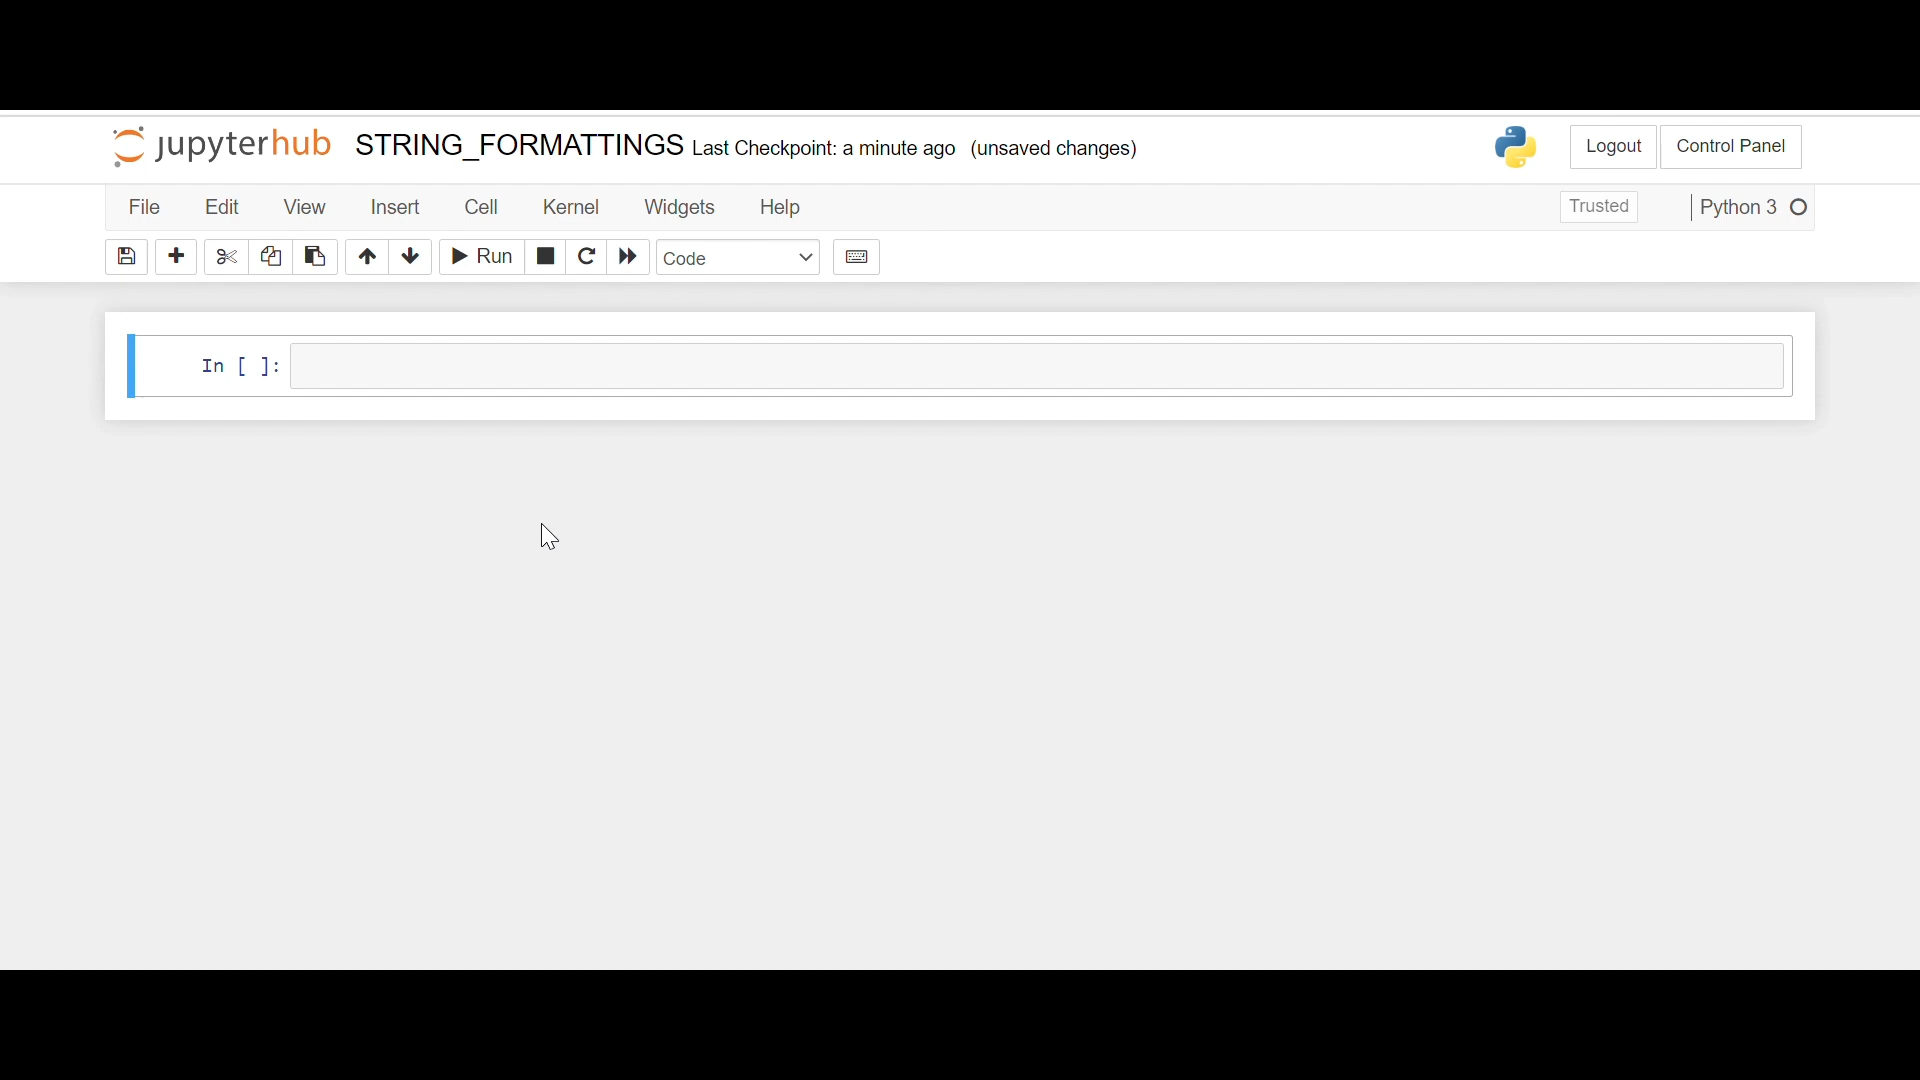 jupyterhub STRING_FORMATTINGS Last Checkpoint: a minute ago (unsaved changes) Logout Control Panel
File Edit View Insert Cell Kernel Widgets Help Trusted Python 3
Run Code
In [ ]: